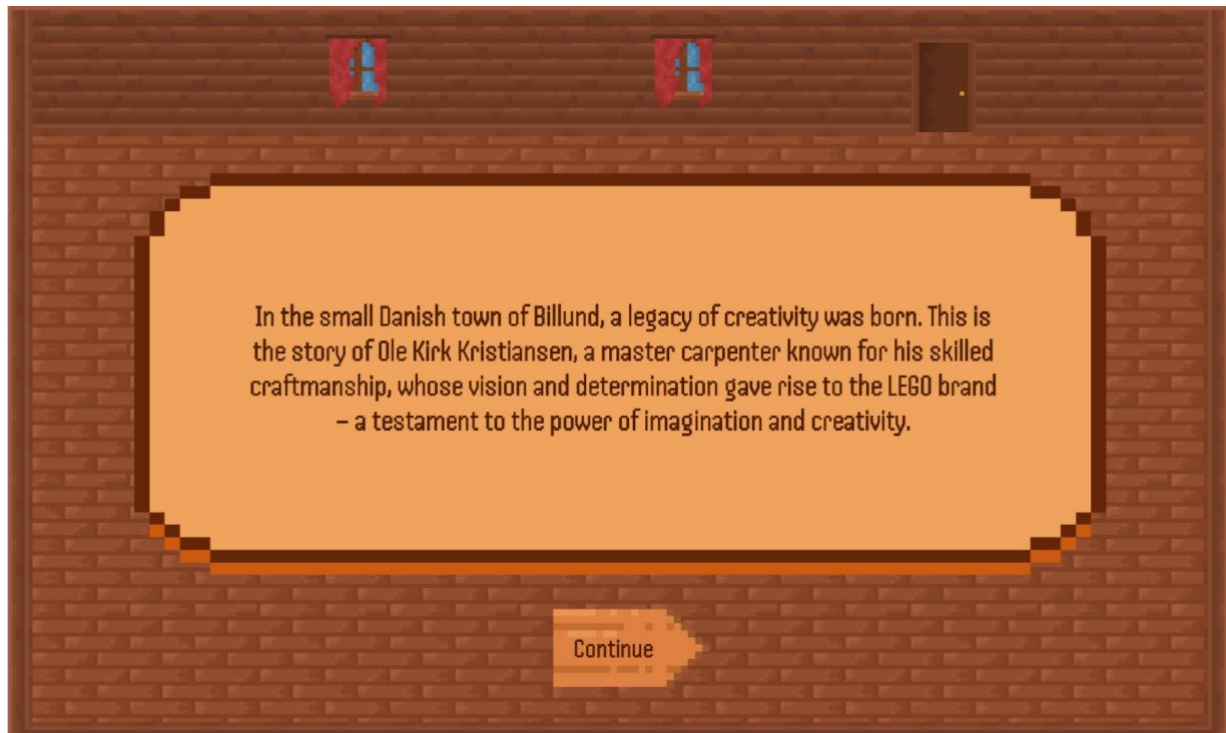 In the small Danish town of Billund, a legacy of creativity was born. This is
the story of Ole Kirk Kristiansen, a master carpenter known for his skilled
craftmanship, whose vision and determination gave rise to the LEGO brand
– a testament to the power of imagination and creativity.
Continue